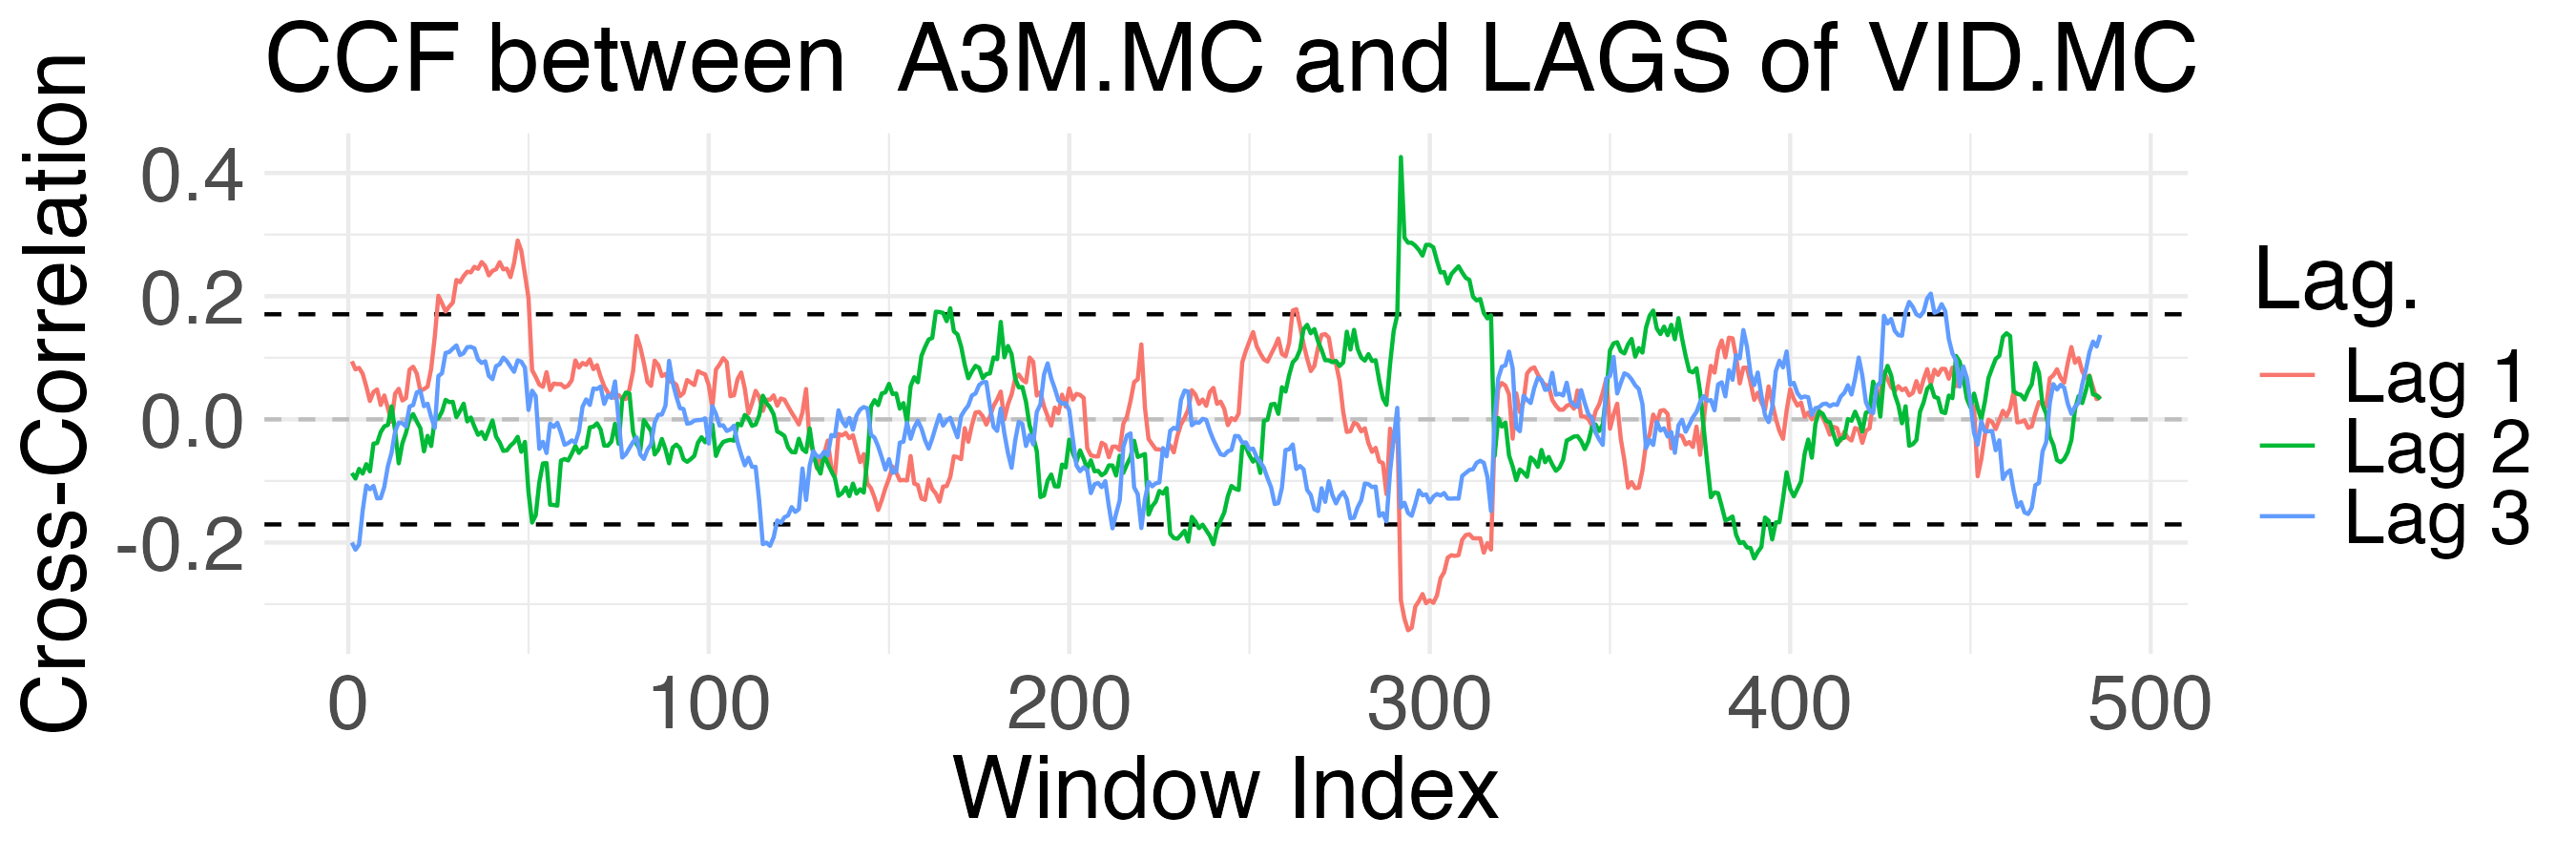 CCF between  A3M.MC and LAGS of VID.MC
Cross-Correlation
0.4
0.2
0.0
-0.2
0
100
200
300
400
500
Window Index
Lag.
Lag 1
Lag 2
Lag 3